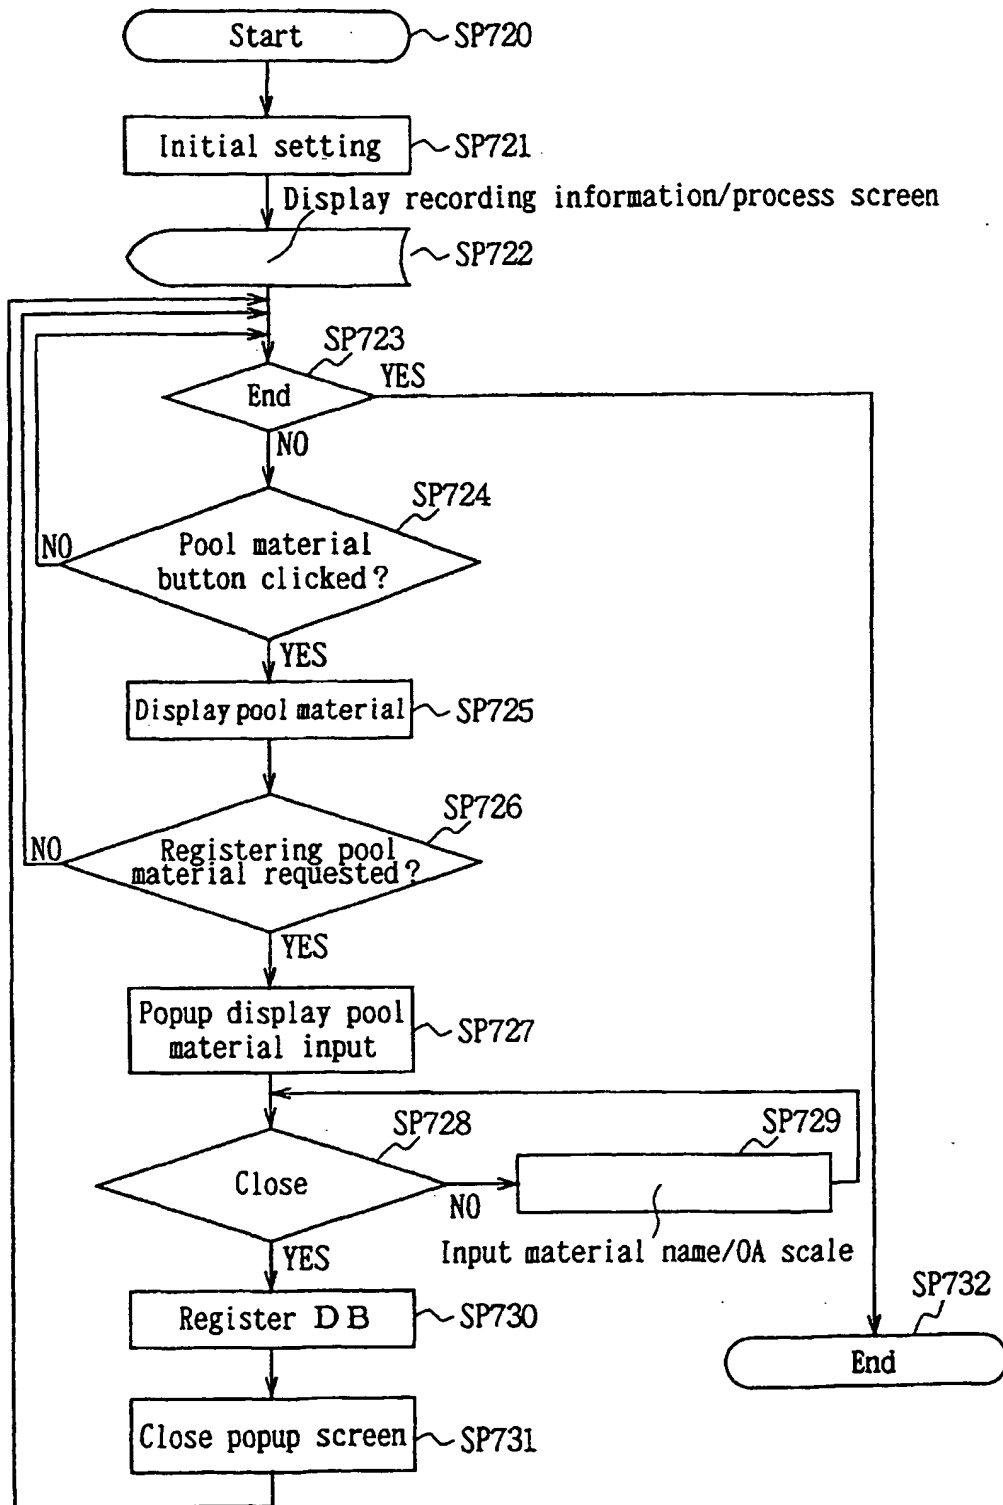 Start
SP720
Initial setting
SP721
Display recording information/process screen
SP722
SP723
End
YES
NO
SP724
Pool material
button clicked?
NO
YES
Display pool material
SP725
SP726
Registering pool
material requested?
NO
YES
Popup display pool
material input
SP727
SP728
Close
NO
SP729
Input material name/OA scale
YES
Register DB
SP730
SP732
End
Close popup screen
SP731